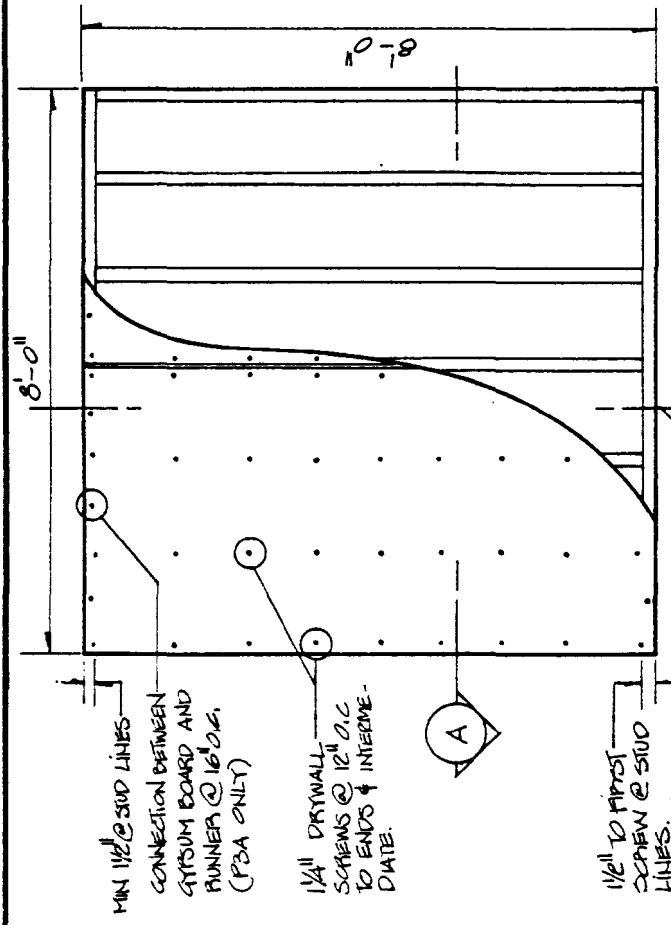 8'-0"
8'-0"
MIN 1½" @ STUD LINES
CONNECTION BETWEEN
GYPSUM BOARD AND
RUNNER @ 16" O.C.
(P3A ONLY)
1¼" DRYWALL
SCREWS @ 12" O.C
TO ENDS & INTERME-
DIATE.
A
1½" TO FIRST
SCREW @ STUD
LINES.